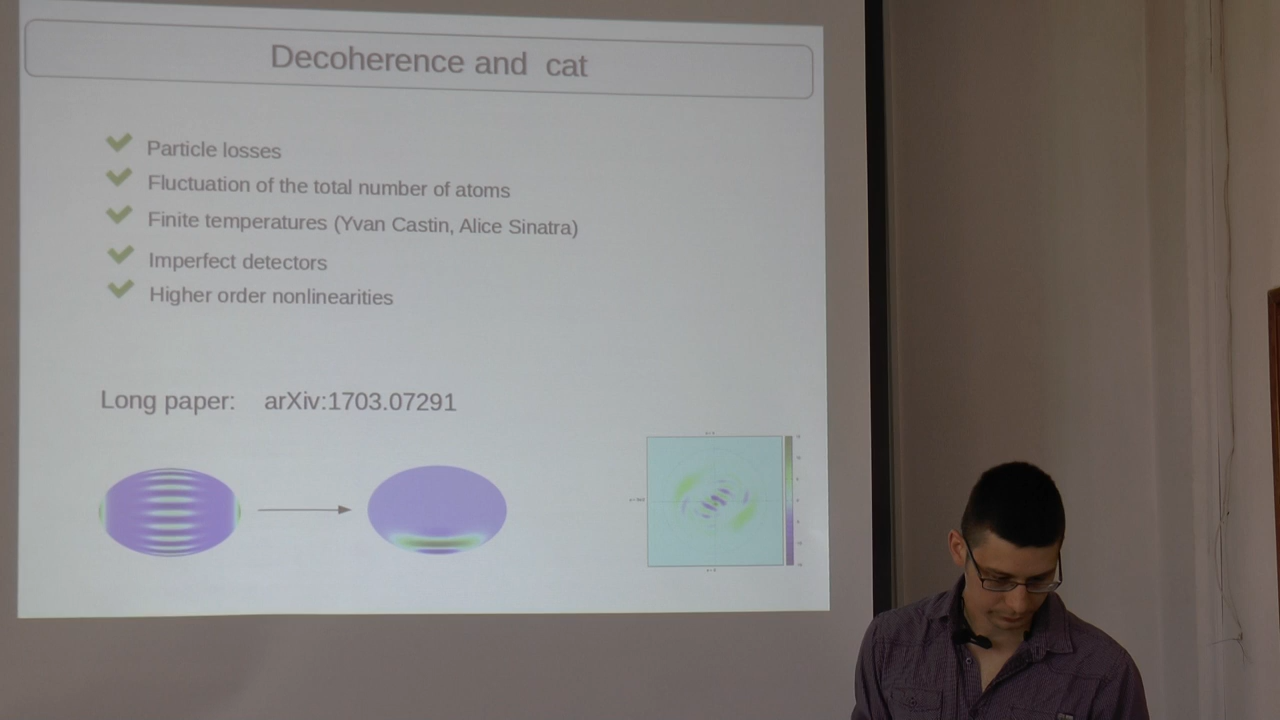 Decoherence and cat
Particle losses
Fluctuation of the total number of atoms
Finite temperatures (Yvan Castin, Alice Sinatra)
Imperfect detectors
Higher order nonlinearities
Long paper: arXiv:1703.07291